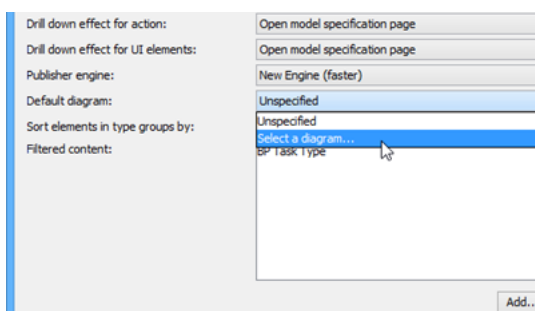 Drill down effect for action: Open model specification page
Drill down effect for UI elements: Open model specification page
Publisher engine: New Engine (faster)
Default diagram: Unspecified
Unspecified
Sort elements in type groups by: Select a diagram...
Filtered content: BP Task Type
Add..